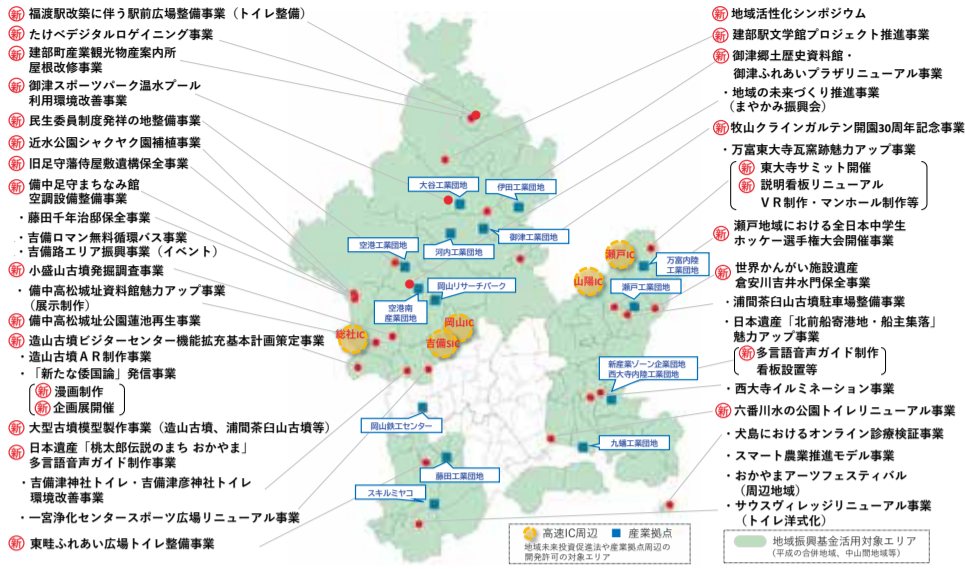 新 福渡駅改築に伴う駅前広場整備事業（トイレ整備）
新 たけべデジタルロゲイニング事業
新 建部町産業観光物産案内所
屋根改修事業
新 御津スポーツパーク温水プール
利用環境改善事業
新 民生委員制度発祥の地整備事業
新 近水公園シャクヤク園補植事業
新 旧足守藩侍屋敷遺構保全事業
新 備中足守まちなみ館
空調設備整備事業
・藤田千年治邸保全事業
・吉備ロマン無料循環バス事業
・吉備路エリア振興事業（イベント）
新 小盛山古墳発掘調査事業
・備中高松城址資料館魅力アップ事業
（展示制作）
新 備中高松城址公園蓮池再生事業
新 造山古墳ビジターセンター機能拡充基本計画策定事業
・造山古墳ＡＲ制作事業
・「新たな倭国論」発信事業
新 漫画制作
新 企画展開催
新 大型古墳模型製作事業（造山古墳、浦間茶臼山古墳等）
新 日本遺産「桃太郎伝説のまち おかやま」
多言語音声ガイド制作事業
・吉備津神社トイレ・吉備津彦神社トイレ
環境改善事業
・一宮浄化センタースポーツ広場リニューアル事業
新 東畦ふれあい広場トイレ整備事業
新 地域活性化シンポジウム
新 建部駅文学館プロジェクト推進事業
新 御津郷土歴史資料館・
御津ふれあいプラザリニューアル事業
・地域の未来づくり推進事業
（まやかみ振興会）
新 牧山クラインガルテン開園30周年記念事業
・万富東大寺瓦窯跡魅力アップ事業
新 東大寺サミット開催
新 説明看板リニューアル
ＶＲ制作・マンホール制作等
新 瀬戸地域における全日本中学生
ホッケー選手権大会開催事業
新 世界かんがい施設遺産
倉安川吉井水門保全事業
・浦間茶臼山古墳駐車場整備事業
・日本遺産「北前船寄港地・船主集落」
魅力アップ事業
新 多言語音声ガイド制作
看板設置等
・西大寺イルミネーション事業
新 六番川水の公園トイレリニューアル事業
・犬島におけるオンライン診療検証事業
・スマート農業推進モデル事業
・おかやまアーツフェスティバル
（周辺地域）
・サウスヴィレッジリニューアル事業
（トイレ洋式化）
大谷工業団地
伊田工業団地
御津工業団地
河内工業団地
空港工業団地
岡山リサーチパーク
空港南
産業団地
瀬戸IC
万富内陸
工業団地
山陽IC
瀬戸工業団地
岡山IC
総社IC
吉備SIC
新産業ゾーン企業団地
西大寺内陸工業団地
岡山鉄工センター
九蟠工業団地
藤田工業団地
スキルミヤコ
高速IC周辺
産業拠点
地域未来投資促進法や産業拠点周辺の
開発許可の対象エリア
地域振興基金活用対象エリア
（平成の合併地域、中山間地域等）